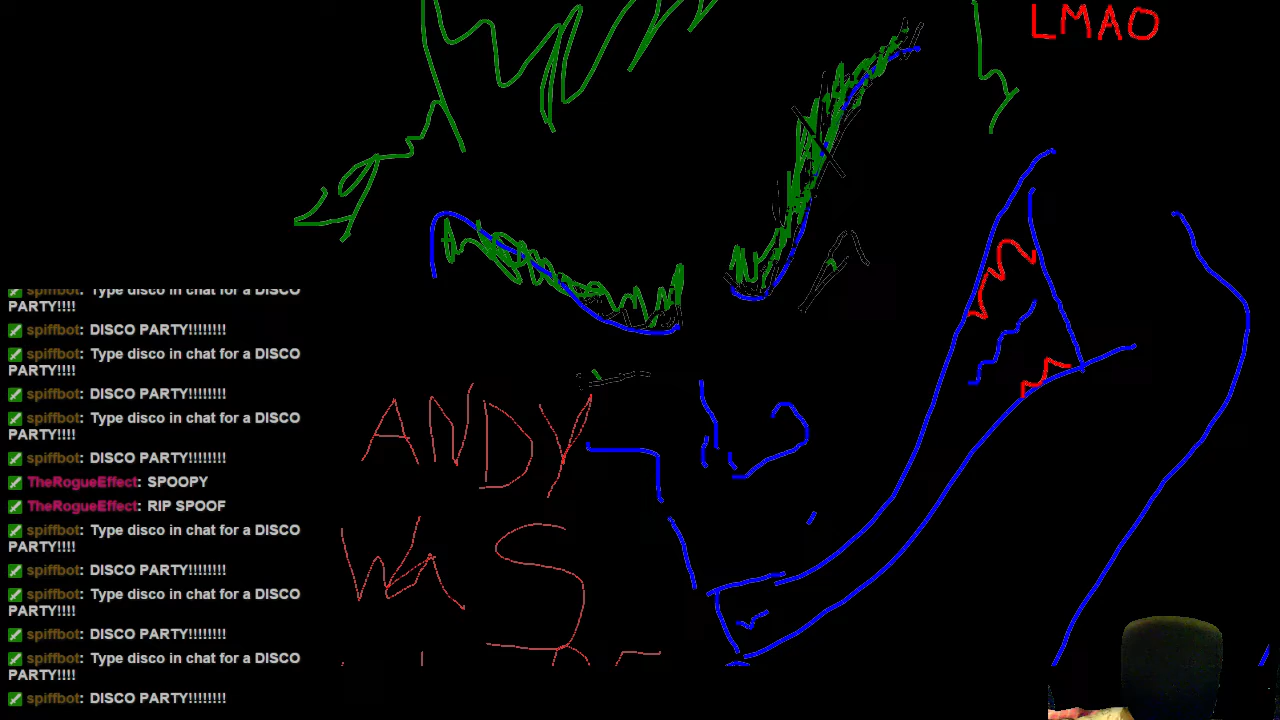 LMAO
spiffbot: Type disco in chat for a DISCO
PARTY!!!!
spiffbot: DISCO PARTY!!!!!!!!
spiffbot: Type disco in chat for a DISCO
PARTY!!!!
spiffbot: DISCO PARTY!!!!!!!!
spiffbot: Type disco in chat for a DISCO
PARTY!!!!
spiffbot: DISCO PARTY!!!!!!!!
TheRogueEffect: SPOOPY
TheRogueEffect: RIP SPOOF
spiffbot: Type disco in chat for a DISCO
PARTY!!!!
spiffbot: DISCO PARTY!!!!!!!!
spiffbot: Type disco in chat for a DISCO
PARTY!!!!
spiffbot: DISCO PARTY!!!!!!!!
spiffbot: Type disco in chat for a DISCO
PARTY!!!!
spiffbot: DISCO PARTY!!!!!!!!
ANDY
WAS